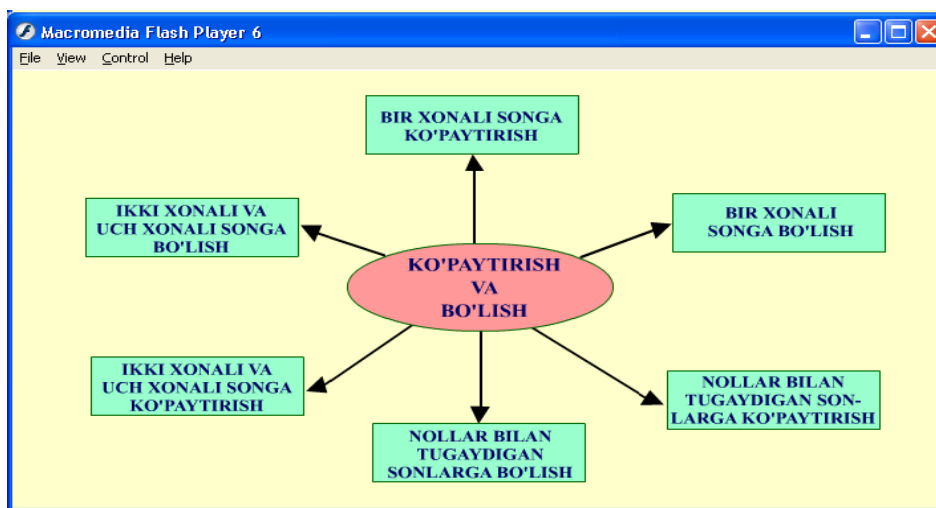 Macromedia Flash Player 6
File View Control Help
BIR XONALI SONGA
KO'PAYTIRISH
IKKI XONALI VA
UCH XONALI SONGA
BO'LISH
BIR XONALI
SONGA BO'LISH
KO'PAYTIRISH
VA
BO'LISH
IKKI XONALI VA
UCH XONALI SONGA
KO'PAYTIRISH
NOLLAR BILAN
TUGAYDIGAN SON-
LARGA KO'PAYTIRISH
NOLLAR BILAN
TUGAYDIGAN
SONLARGA BO'LISH